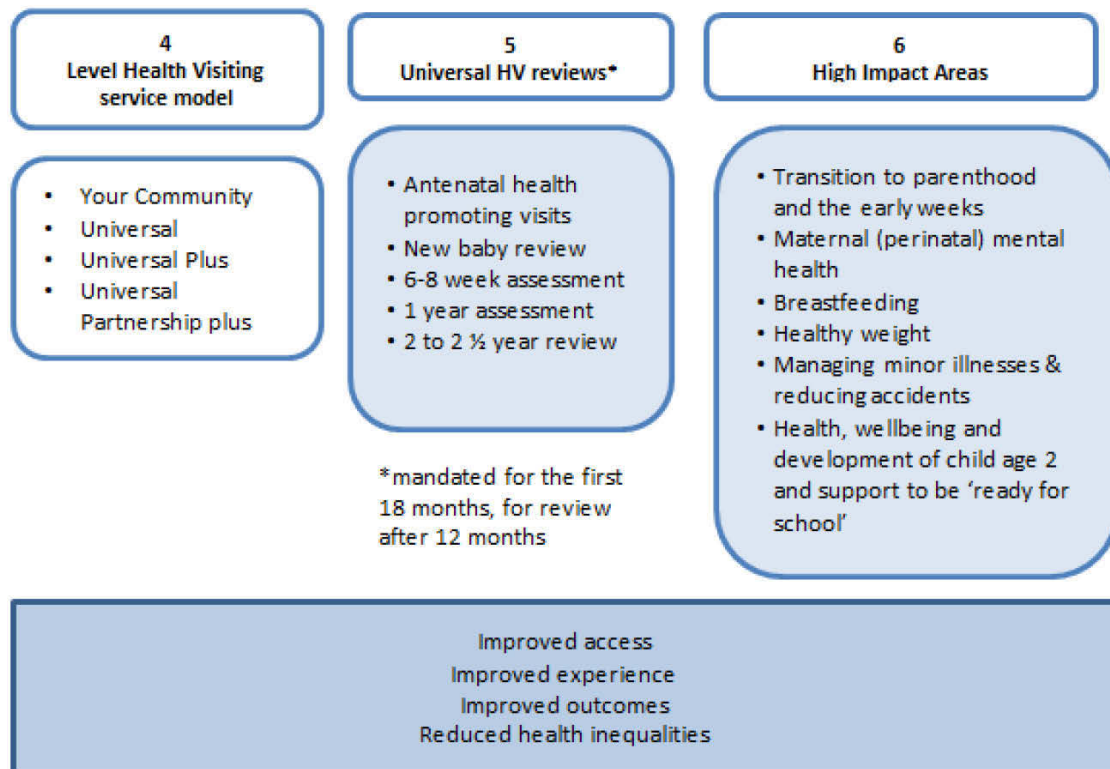 4
Level Health Visiting
service model
• Your Community
• Universal
• Universal Plus
• Universal
Partnership plus
5
Universal HV reviews*
• Antenatal health
promoting visits
• New baby review
• 6-8 week assessment
• 1 year assessment
• 2 to 2 ½ year review
*mandated for the first
18 months, for review
after 12 months
6
High Impact Areas
• Transition to parenthood
and the early weeks
• Maternal (perinatal) mental
health
• Breastfeeding
• Healthy weight
• Managing minor illnesses &
reducing accidents
• Health, wellbeing and
development of child age 2
and support to be ‘ready for
school’
Improved access
Improved experience
Improved outcomes
Reduced health inequalities